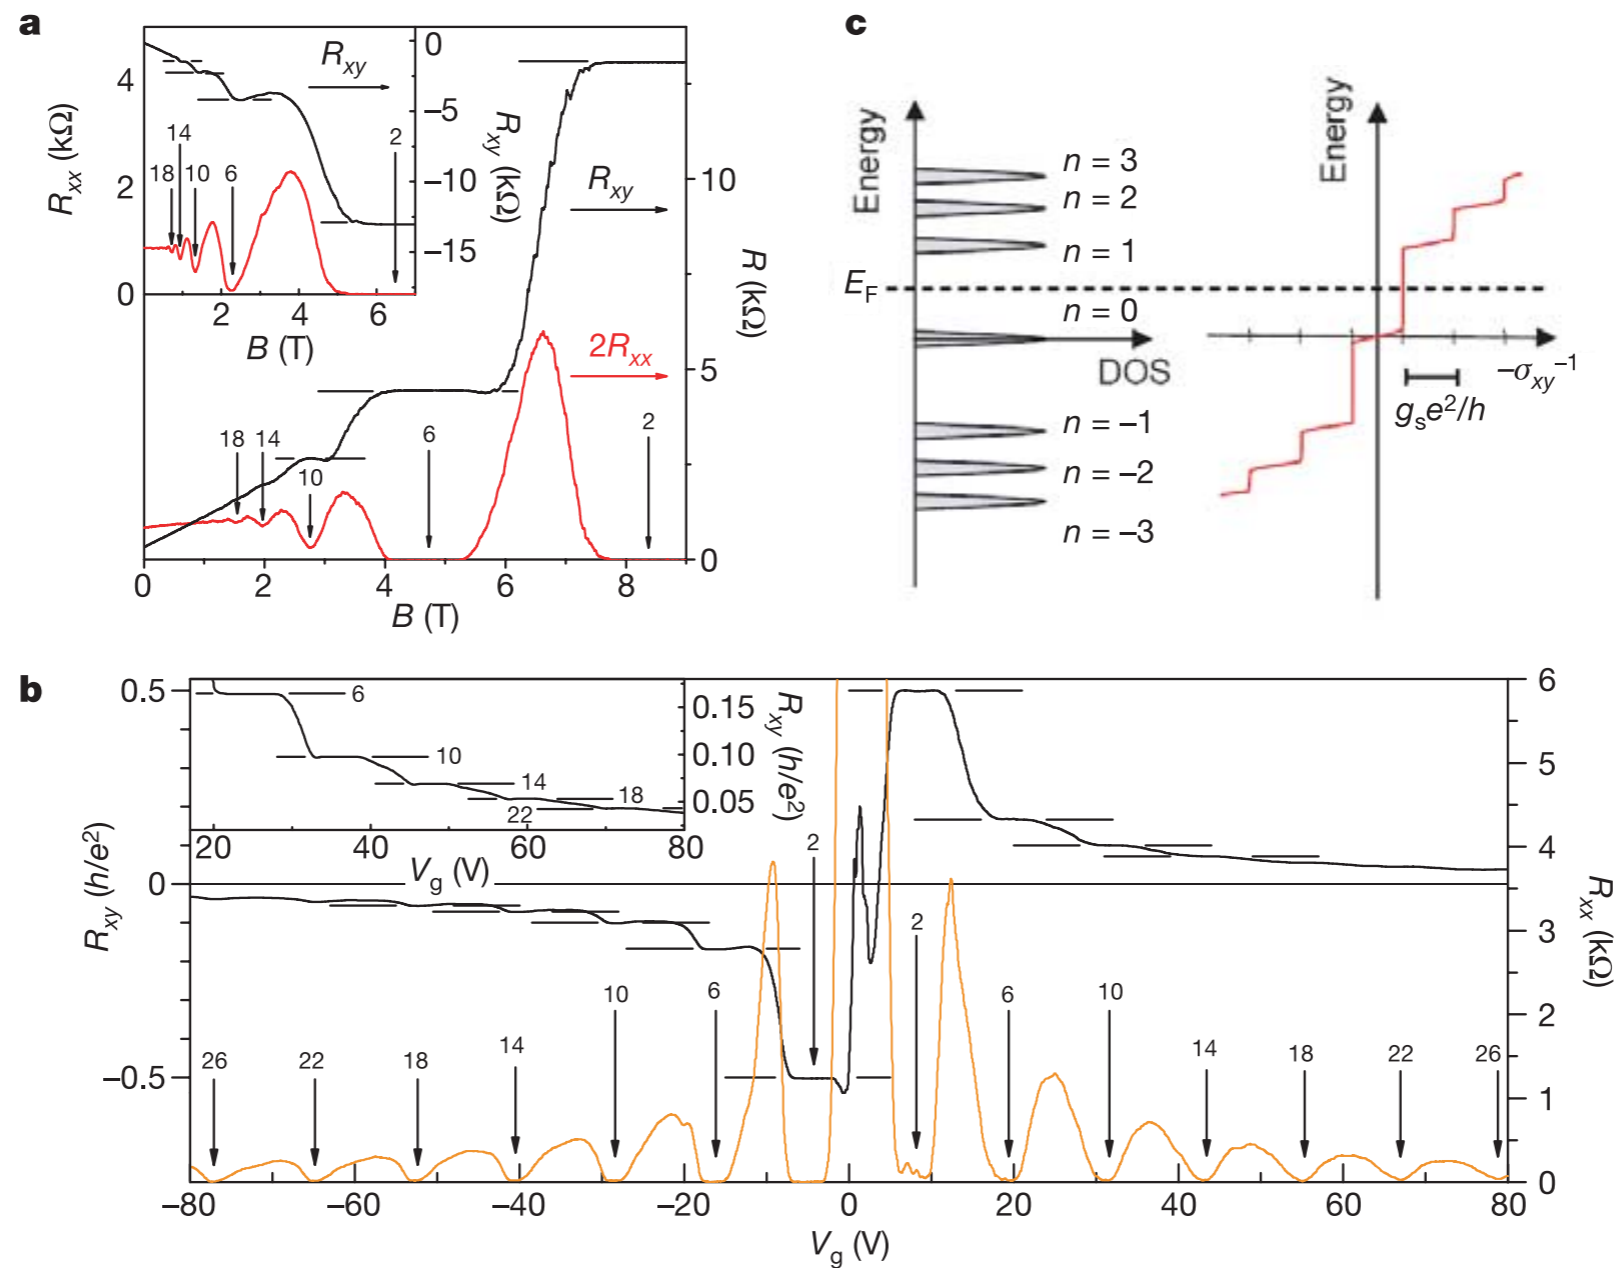 a
R_xx (kΩ)
4
2
0
R_xy
0
–5
–10
–15
R_xy (kΩ)
18
14
10
6
2
2
4
6
B (T)
R_xy
2R_xx
10
5
0
R (kΩ)
18
14
10
6
2
0
2
4
6
8
B (T)
c
Energy
n = 3
n = 2
n = 1
E_F
n = 0
DOS
n = –1
n = –2
n = –3
Energy
–σ_xy^–1
g_s e²/h
b
R_xy (h/e²)
0.5
0
–0.5
6
10
14
18
22
0.15
0.10
0.05
R_xy (h/e²)
20
40
60
80
V_g (V)
2
2
26
22
18
14
10
6
6
10
14
18
22
26
6
5
4
3
2
1
0
R_xx (kΩ)
–80
–60
–40
–20
0
20
40
60
80
V_g (V)